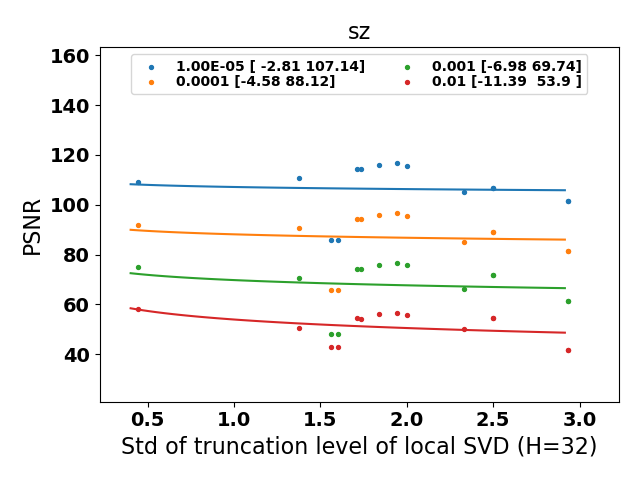 sz
160
140
120
100
80
60
40
PSNR
1.00E-05 [ -2.81 107.14]
0.0001 [-4.58 88.12]
0.001 [-6.98 69.74]
0.01 [-11.39  53.9 ]
0.5 1.0 1.5 2.0 2.5 3.0
Std of truncation level of local SVD (H=32)